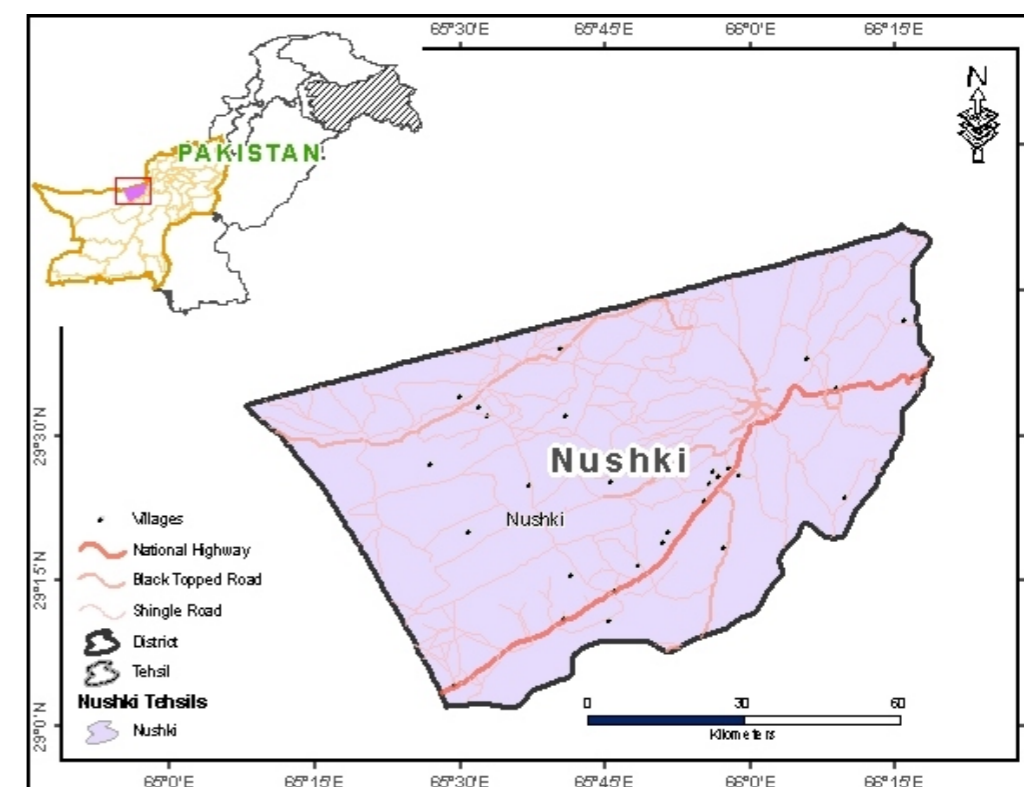 65°30'E 65°45'E 66°0'E 66°15'E
N
PAKISTAN
29°30'N
29°15'N
29°0'N
Nushki
Nushki
Villages
National Highway
Black Topped Road
Shingle Road
District
Tehsil
Nushki Tehsils
Nushki
0 30 60
Kilometers
65°0'E 65°15'E 65°30'E 65°45'E 66°0'E 66°15'E